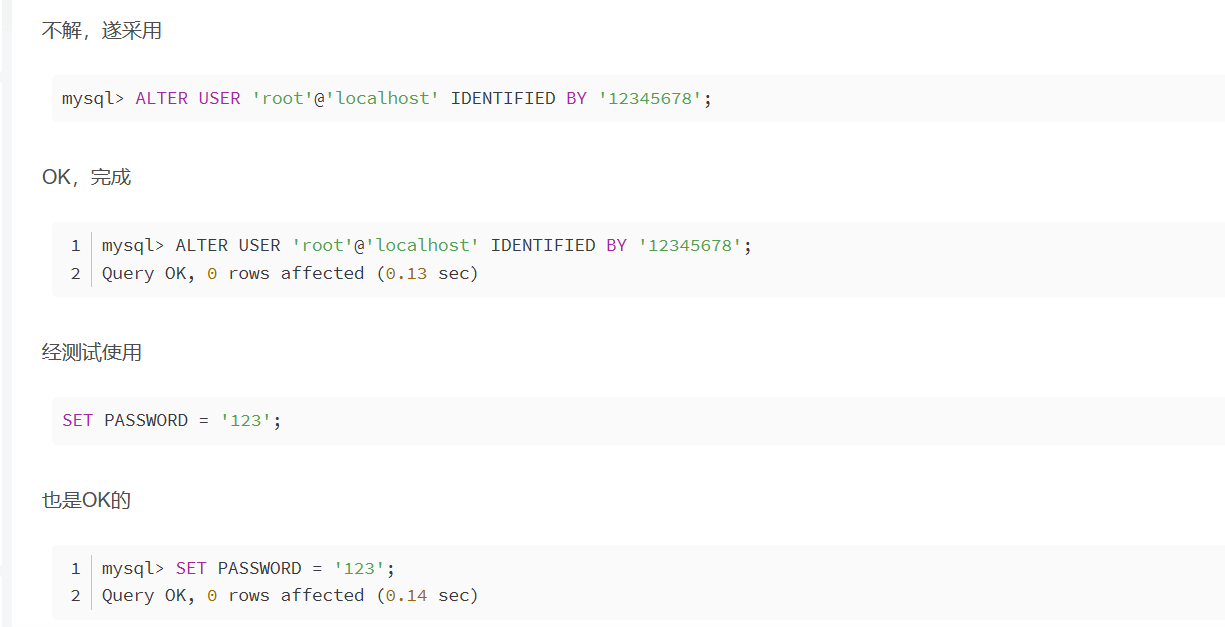 不解，遂采用
mysql> ALTER USER 'root'@'localhost' IDENTIFIED BY '12345678';
OK，完成
1 mysql> ALTER USER 'root'@'localhost' IDENTIFIED BY '12345678';
2 Query OK, 0 rows affected (0.13 sec)
经测试使用
SET PASSWORD = '123';
也是OK的
1 mysql> SET PASSWORD = '123';
2 Query OK, 0 rows affected (0.14 sec)